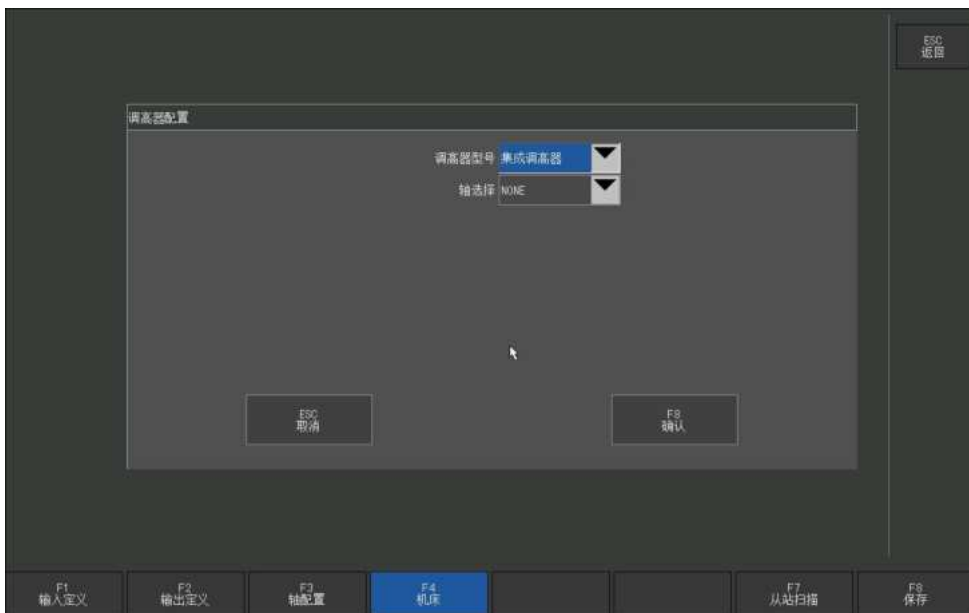 ESC
返回
调高器配置
调高器型号 集成调高器
轴选择 NONE
ESC
取消
F8
确认
F1
输入定义
F2
输出定义
F3
轴配置
F4
机床
F7
从站扫描
F8
保存